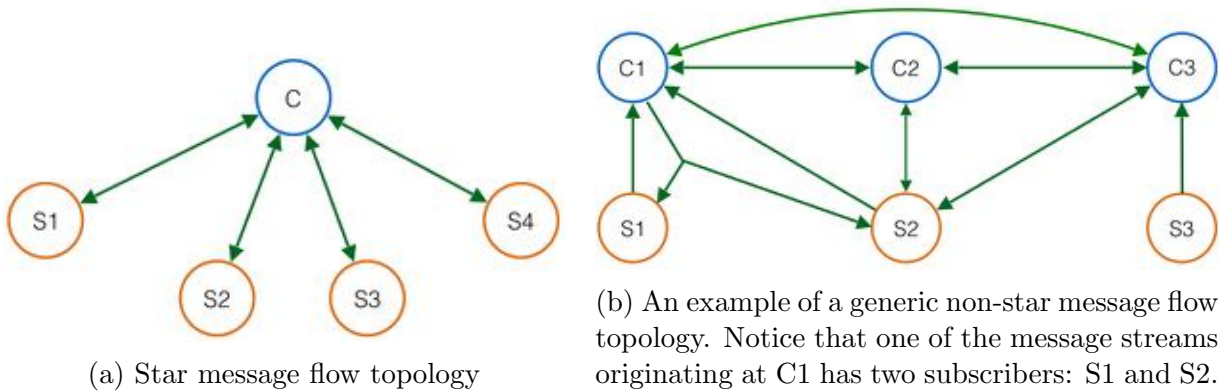 C
S1
S2
S3
S4
(a) Star message flow topology
C1
C2
C3
S1
S2
S3
(b) An example of a generic non-star message flow
topology. Notice that one of the message streams
originating at C1 has two subscribers: S1 and S2.